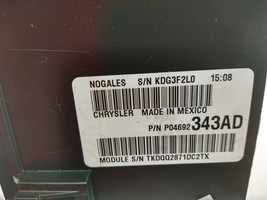 NOGALES S/N KDG3F2L0 15:08
CHRYSLER MADE IN MEXICO
P/N P04692343AD
MODULE S/N TKDQQ2871DC2TX